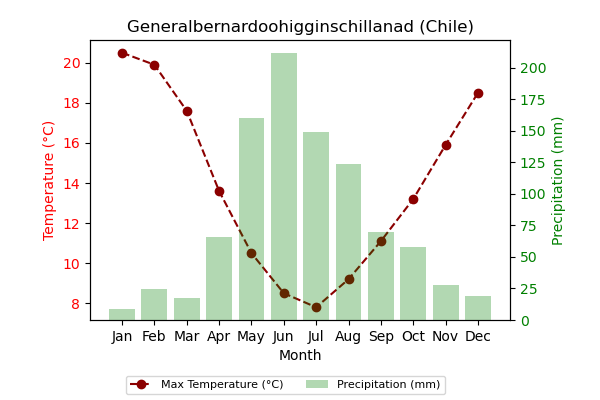 Generalbernardoohigginschillanad (Chile)
Temperature (°C)
20
18
16
14
12
10
8
Precipitation (mm)
200
175
150
125
100
75
50
25
0
Jan Feb Mar Apr May Jun Jul Aug Sep Oct Nov Dec
Month
Max Temperature (°C) Precipitation (mm)